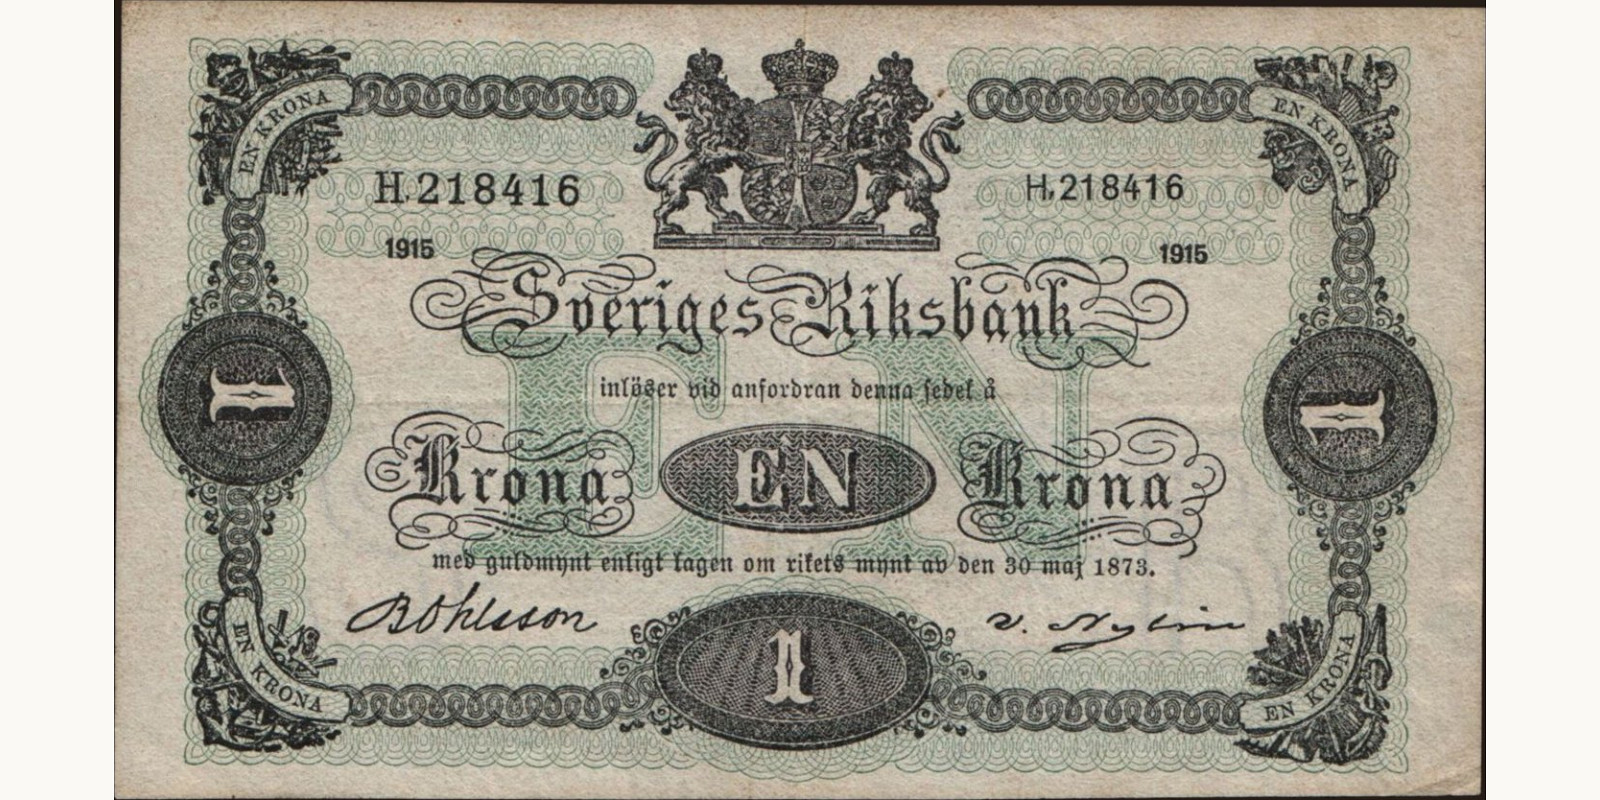 EN KRONA
EN KRONA
H.218416
H.218416
1915
1915
Sveriges Riksbank
inlöser vid anfordran denna sedel å
1
1
Krona EN Krona
med guldmynt enligt lagen om rikets mynt av den 30 maj 1873.
B Ohlsson
EN KRONA
1
EN KRONA